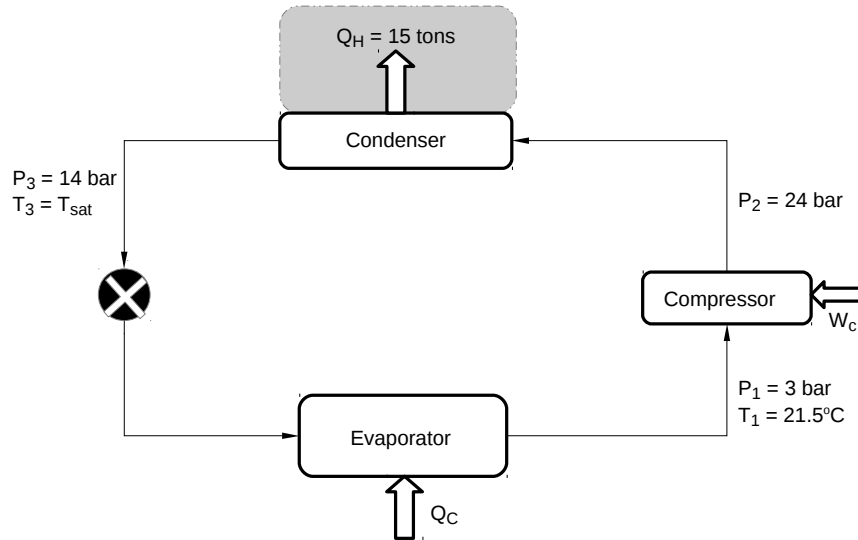 Q_H = 15 tons
Condenser
P_3 = 14 bar
T_3 = T_sat
P_2 = 24 bar
Compressor
W_c
P_1 = 3 bar
T_1 = 21.5°C
Evaporator
Q_C